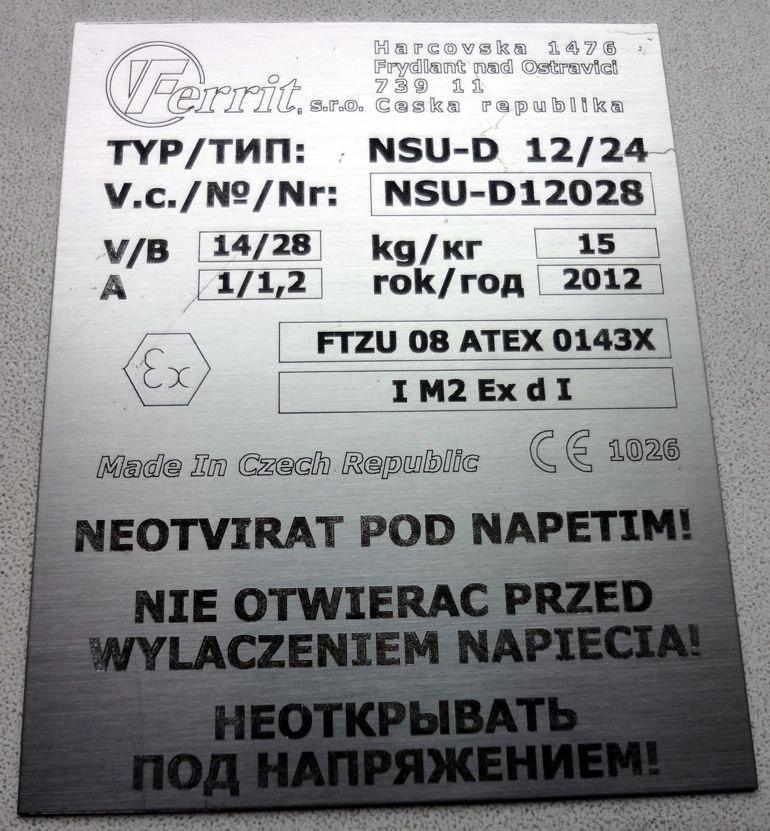 Ferrit, s.r.o.
Harcovska 1476
Frydlant nad Ostravici
739 11
Ceska republika
TYP/ТИП: NSU-D 12/24
V.c./№/Nr: NSU-D12028
V/B 14/28 kg/кг 15
A 1/1,2 rok/год 2012
Ex FTZU 08 ATEX 0143X
I M2 Ex d I
Made In Czech Republic CE 1026
NEOTVIRAT POD NAPETIM!
NIE OTWIERAC PRZED
WYLACZENIEM NAPIECIA!
НЕОТКРЫВАТЬ
ПОД НАПРЯЖЕНИЕМ!